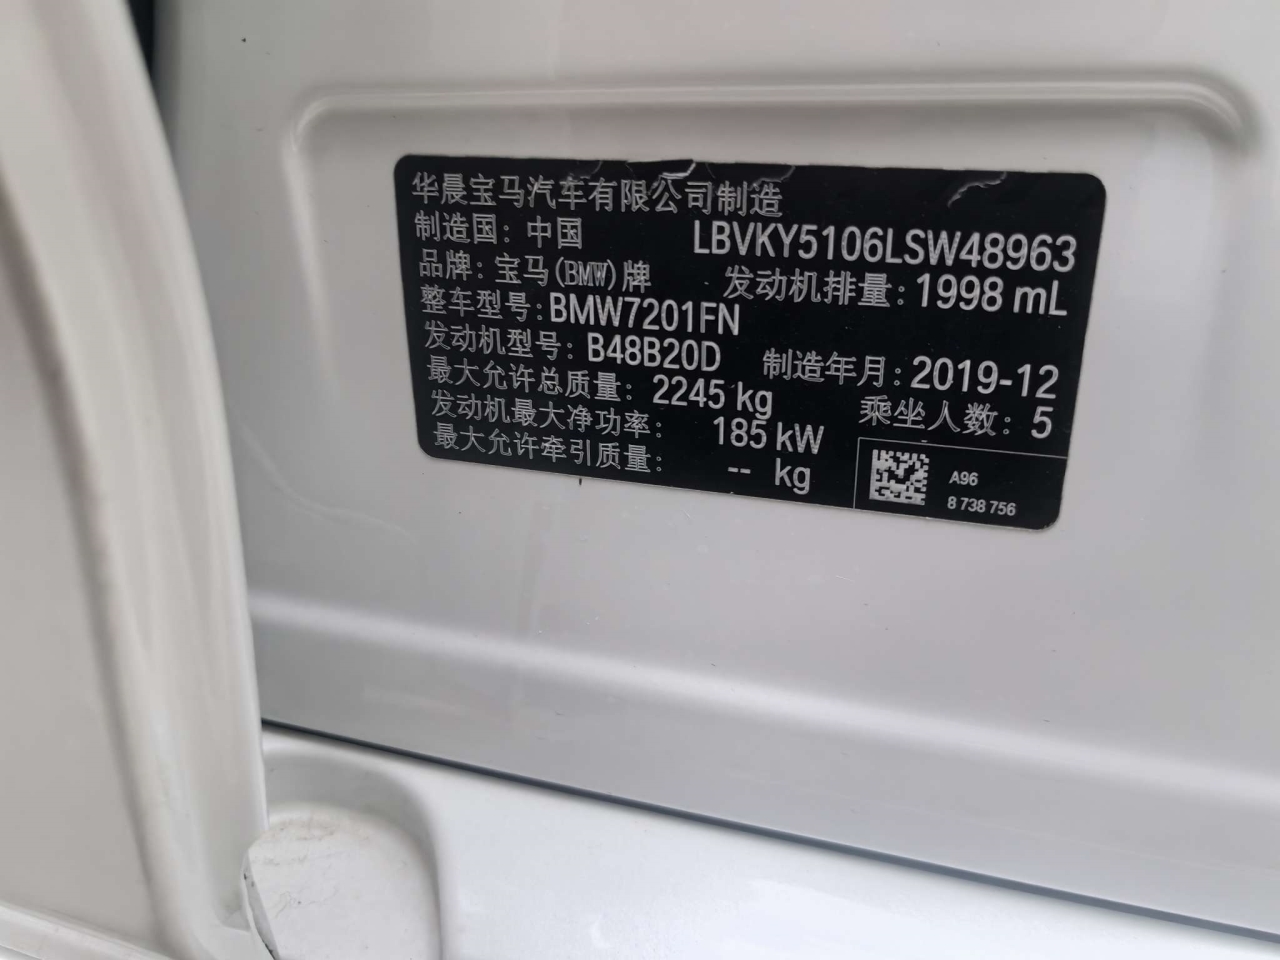 华晨宝马汽车有限公司制造
制造国：中国 LBVKY5106LSW48963
品牌：宝马(BMW)牌 发动机排量：1998 mL
整车型号：BMW7201FN
发动机型号：B48B20D 制造年月：2019-12
最大允许总质量：2245 kg 乘坐人数：5
发动机最大净功率：185 kW
最大允许牵引质量：-- kg
A96
8 738 756